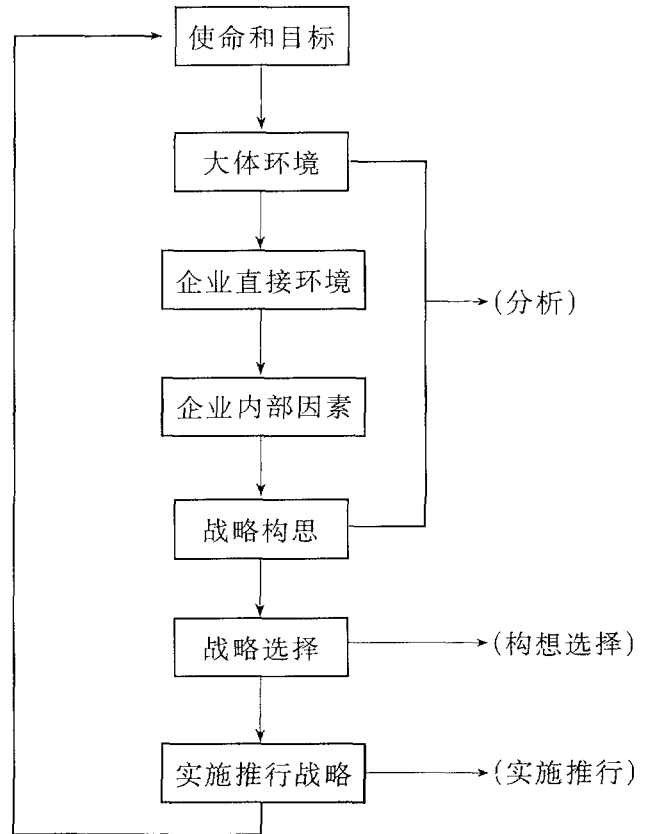 使命和目标
大体环境
企业直接环境
(分析)
企业内部因素
战略构思
战略选择
(构想选择)
实施推行战略
(实施推行)